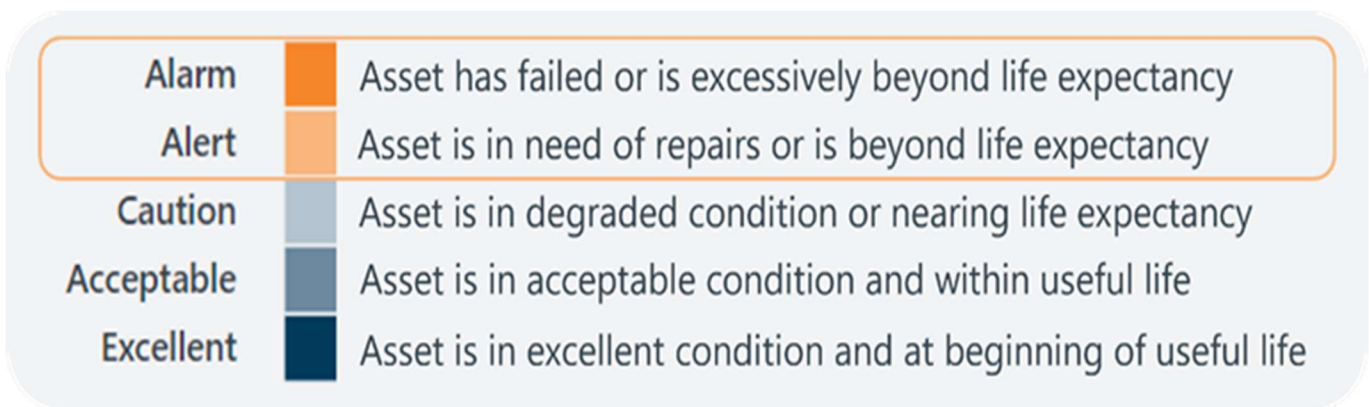 Alarm Asset has failed or is excessively beyond life expectancy
Alert Asset is in need of repairs or is beyond life expectancy
Caution Asset is in degraded condition or nearing life expectancy
Acceptable Asset is in acceptable condition and within useful life
Excellent Asset is in excellent condition and at beginning of useful life